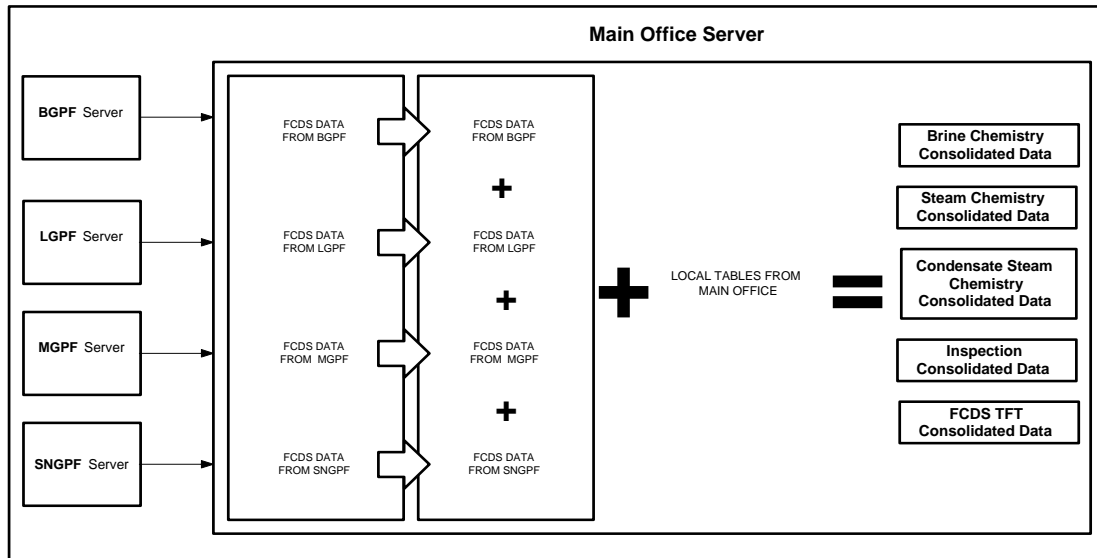 Main Office Server
BGPF Server
LGPF Server
MGPF Server
SNGPF Server
FCDS DATA
FROM BGPF
FCDS DATA
FROM LGPF
FCDS DATA
FROM MGPF
FCDS DATA
FROM SNGPF
FCDS DATA
FROM BGPF
+
FCDS DATA
FROM LGPF
+
FCDS DATA
FROM MGPF
+
FCDS DATA
FROM SNGPF
+
LOCAL TABLES FROM
MAIN OFFICE
=
Brine Chemistry
Consolidated Data
Steam Chemistry
Consolidated Data
Condensate Steam
Chemistry
Consolidated Data
Inspection
Consolidated Data
FCDS TFT
Consolidated Data